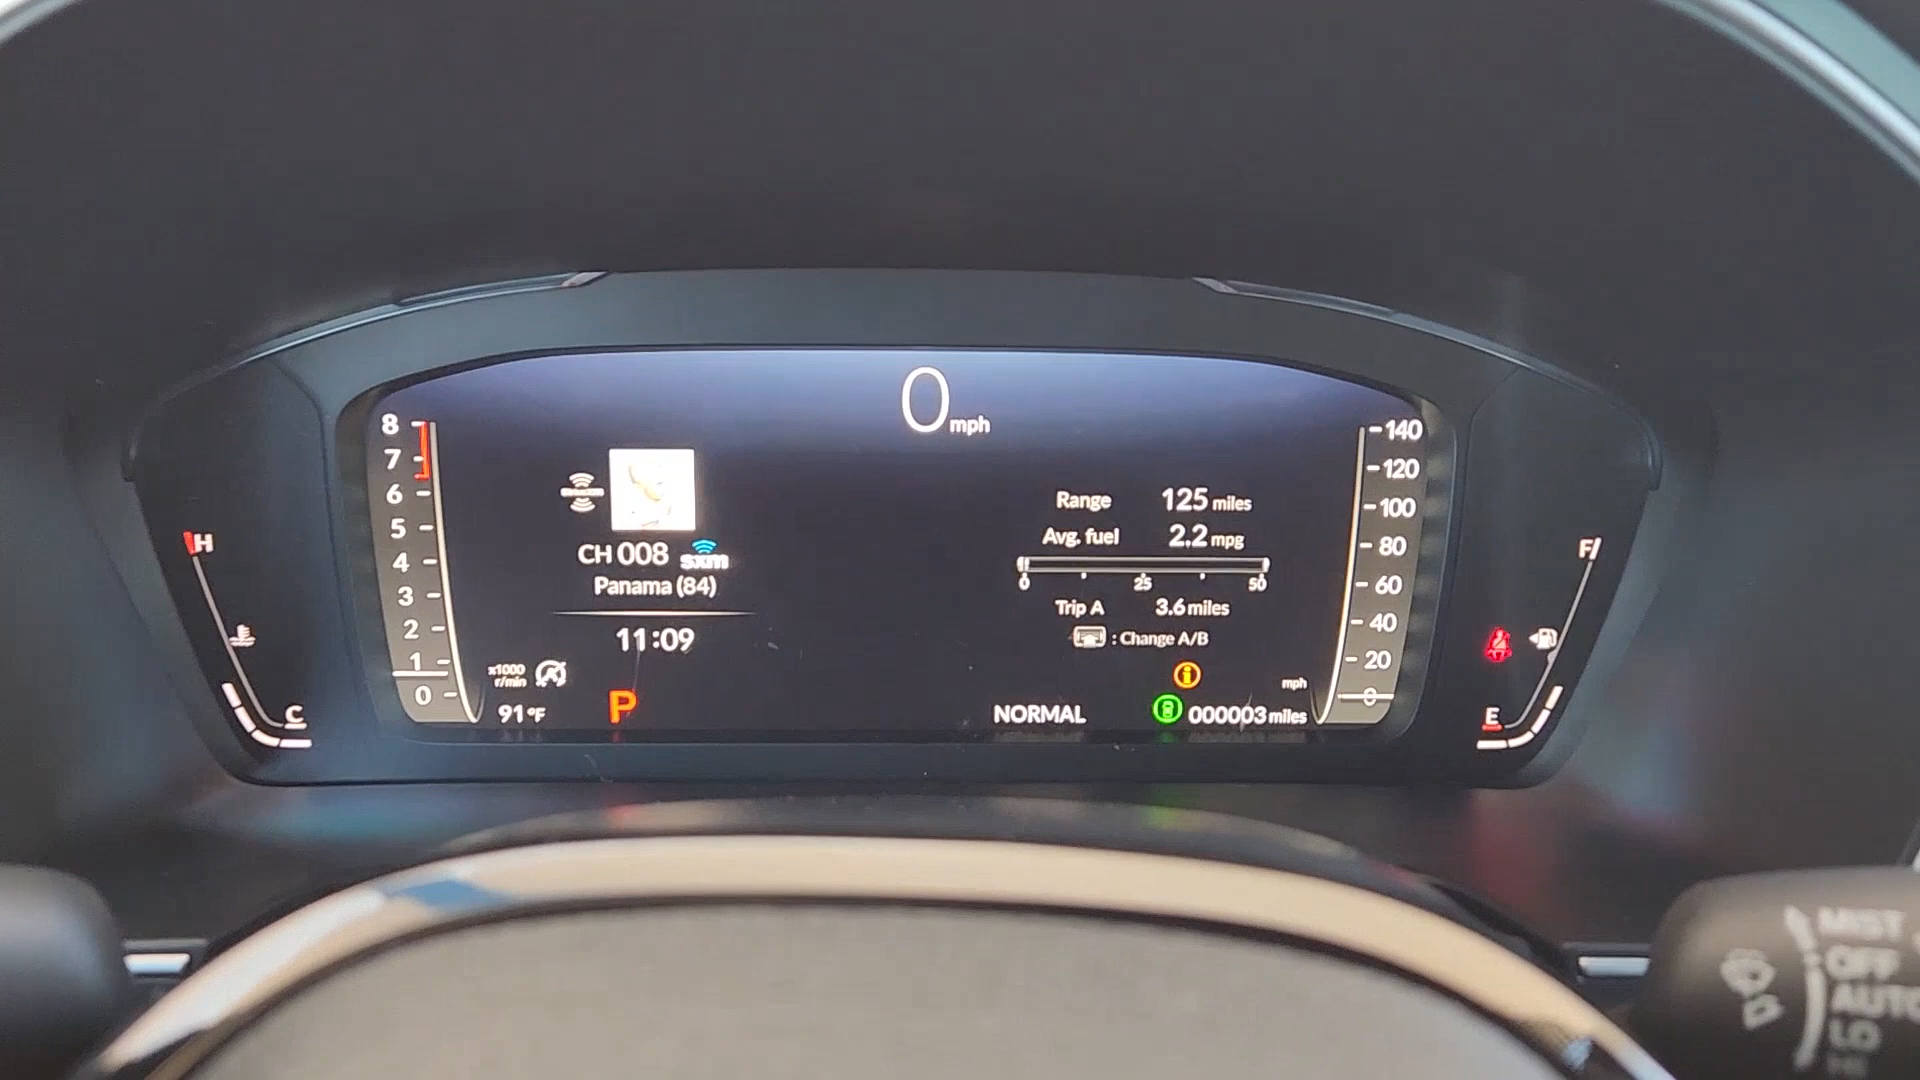 0 mph
8
7
6
5
4
3
2
1
0
x1000
r/min
91°F
P
CH 008 sxm
Panama (84)
11:09
Range 125 miles
Avg. fuel 2.2 mpg
0 25 50
Trip A 3.6 miles
: Change A/B
NORMAL
000003 miles
mph
140
120
100
80
60
40
20
0
H
C
F
E
MIST
OFF
AUTO
LO
HI